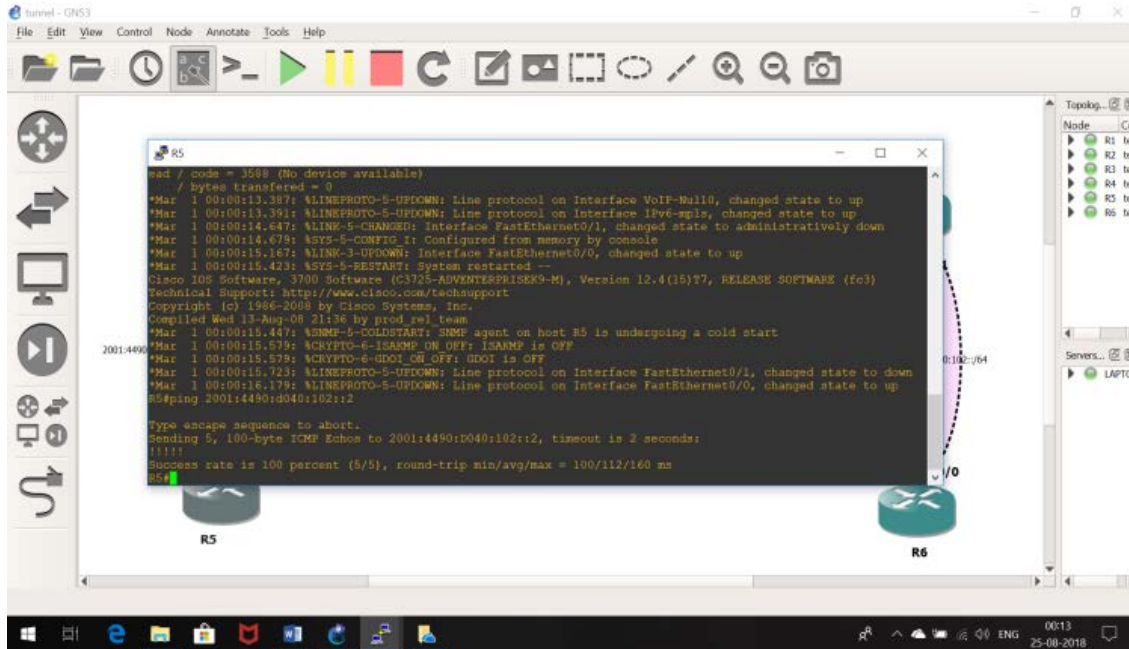 tunnel - GNS3
File Edit View Control Node Annotate Tools Help
Topolog...
Node
R1
R2
R3
R4
R5
R6
Servers...
LAPTO
R5
ead / code = 3588 (No device available)
/ bytes transfered = 0
*Mar 1 00:00:13.387: %LINEPROTO-5-UPDOWN: Line protocol on Interface VoIP-Null0, changed state to up
*Mar 1 00:00:13.391: %LINEPROTO-5-UPDOWN: Line protocol on Interface IPv6-mpls, changed state to up
*Mar 1 00:00:14.647: %LINK-5-CHANGED: Interface FastEthernet0/1, changed state to administratively down
*Mar 1 00:00:14.679: %SYS-5-CONFIG_I: Configured from memory by console
*Mar 1 00:00:15.167: %LINK-3-UPDOWN: Interface FastEthernet0/0, changed state to up
*Mar 1 00:00:15.423: %SYS-5-RESTART: System restarted --
Cisco IOS Software, 3700 Software (C3725-ADVENTERPRISEK9-M), Version 12.4(15)T7, RELEASE SOFTWARE (fc3)
Technical Support: http://www.cisco.com/techsupport
Copyright (c) 1986-2008 by Cisco Systems, Inc.
Compiled Wed 13-Aug-08 21:36 by prod_rel_team
*Mar 1 00:00:15.447: %SNMP-5-COLDSTART: SNMP agent on host R5 is undergoing a cold start
*Mar 1 00:00:15.579: %CRYPTO-6-ISAKMP_ON_OFF: ISAKMP is OFF
*Mar 1 00:00:15.579: %CRYPTO-6-GDOI_ON_OFF: GDOI is OFF
*Mar 1 00:00:15.723: %LINEPROTO-5-UPDOWN: Line protocol on Interface FastEthernet0/1, changed state to down
*Mar 1 00:00:16.179: %LINEPROTO-5-UPDOWN: Line protocol on Interface FastEthernet0/0, changed state to up
R5#ping 2001:4490:d040:102::2
Type escape sequence to abort.
Sending 5, 100-byte ICMP Echos to 2001:4490:D040:102::2, timeout is 2 seconds:
!!!!!
Success rate is 100 percent (5/5), round-trip min/avg/max = 100/112/160 ms
R5#
2001:4490
0:102::/64
/0
R5
R6
ENG
00:13
25-08-2018